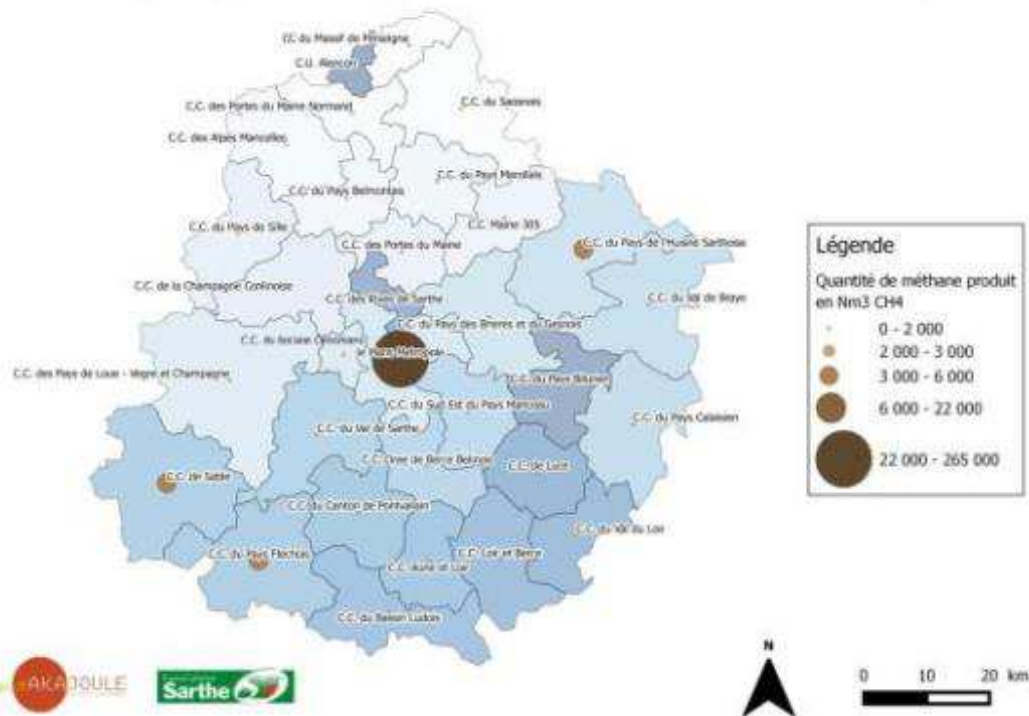 CC du Massif de Perseigne
C.U. Alençon
C.C. des Portes du Maine Normand
C.C. du Saosnois
C.C. des Alpes Mancelles
C.C. du Pays Marollais
C.C. du Pays Belmontais
C.C. Maine 301
C.C. du Pays de Sillé
C.C. des Portes du Maine
C.C. du Pays de l'Huisne Sarthoise
C.C. de la Champagne Conlinoise
C.C. des Rives de Sarthe
C.C. du Val de Braye
C.C. du Pays des Brières et du Gesnois
C.C. du Bocage Cénomans
le Mans Métropole
C.C. des Pays de Loué - Vègre et Champagne
C.C. du Pays Bilurien
C.C. du Sud Est du Pays Manceau
C.C. du Pays Calaisien
C.C. du Val de Sarthe
C.C. Orée de Bercé Bélinois
C.C. de Lucé
C.C. de Sablé
C.C. du Canton de Pontvallain
C.C. du Val du Loir
C.C. du Pays Fléchois
C.C. Loir et Bercé
C.C. Aune et Loir
C.C. du Bassin Ludois
Légende
Quantité de méthane produit
en Nm3 CH4
0 - 2 000
2 000 - 3 000
3 000 - 6 000
6 000 - 22 000
22 000 - 265 000
AKAJOULE
Sarthe
N
0 10 20 km